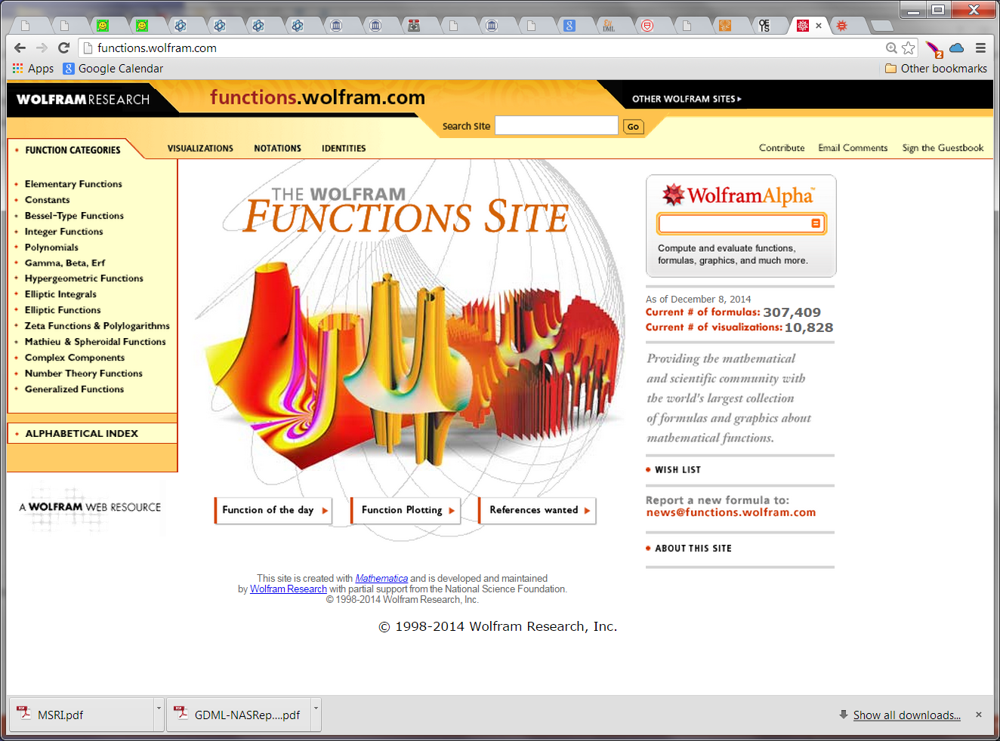 functions.wolfram.com
Apps
Google Calendar
Other bookmarks
WOLFRAM RESEARCH
functions.wolfram.com
OTHER WOLFRAM SITES
Search Site
GO
FUNCTION CATEGORIES
VISUALIZATIONS
NOTATIONS
IDENTITIES
Contribute
Email Comments
Sign the Guestbook
Elementary Functions
Constants
Bessel-Type Functions
Integer Functions
Polynomials
Gamma, Beta, Erf
Hypergeometric Functions
Elliptic Integrals
Elliptic Functions
Zeta Functions & Polylogarithms
Mathieu & Spheroidal Functions
Complex Components
Number Theory Functions
Generalized Functions
ALPHABETICAL INDEX
A WOLFRAM WEB RESOURCE
THE WOLFRAM
FUNCTIONS SITE
Function of the day
Function Plotting
References wanted
WolframAlpha™
Compute and evaluate functions,
formulas, graphics, and much more.
As of December 8, 2014
Current # of formulas: 307,409
Current # of visualizations: 10,828
Providing the mathematical
and scientific community with
the world's largest collection
of formulas and graphics about
mathematical functions.
WISH LIST
Report a new formula to:
news@functions.wolfram.com
ABOUT THIS SITE
This site is created with Mathematica and is developed and maintained
by Wolfram Research with partial support from the National Science Foundation.
© 1998-2014 Wolfram Research, Inc.
© 1998-2014 Wolfram Research, Inc.
MSRI.pdf
GDML-NASRep....pdf
Show all downloads...